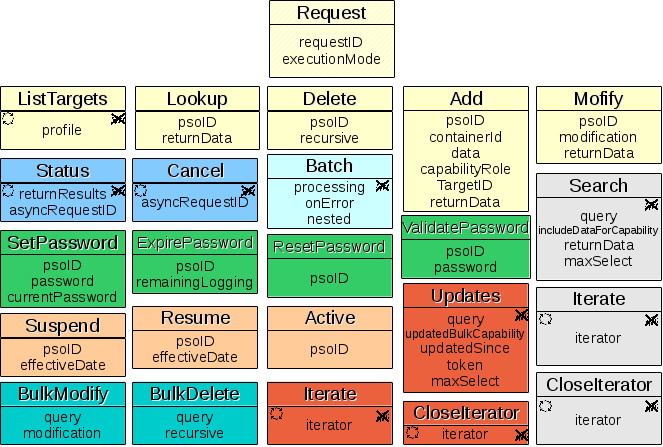 Request
requestID
executionMode
ListTargets
profile
Lookup
psoID
returnData
Delete
psoID
recursive
Add
psoID
containerId
data
capabilityRole
TargetID
returnData
Mofify
psoID
modification
returnData
Status
returnResults
asyncRequestID
Cancel
asyncRequestID
Batch
processing
onError
nested
Search
query
includeDataForCapability
returnData
maxSelect
SetPassword
psoID
password
currentPassword
ExpirePassword
psoID
remainingLogging
ResetPassword
psoID
ValidatePassword
psoID
password
Updates
query
updatedBulkCapability
updatedSince
token
maxSelect
Iterate
iterator
Suspend
psoID
effectiveDate
Resume
psoID
effectiveDate
Active
psoID
BulkModify
query
modification
BulkDelete
query
recursive
Iterate
iterator
CloseIterator
iterator
CloseIterator
iterator